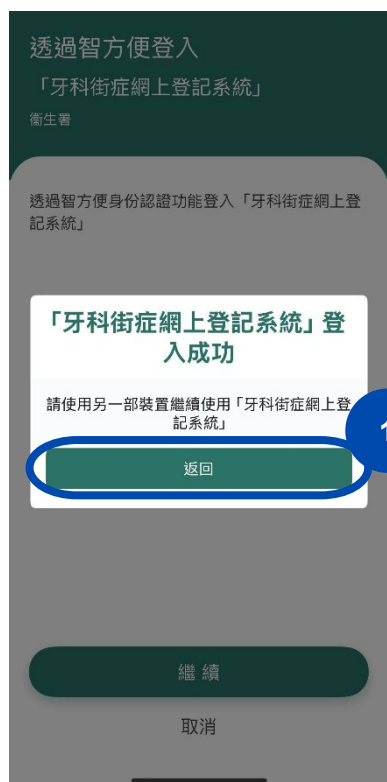 透過智方便登入
「牙科街症網上登記系統」
衞生署
透過智方便身份認證功能登入「牙科街症網上登
記系統」
「牙科街症網上登記系統」登
入成功
請使用另一部裝置繼續使用「牙科街症網上登
記系統」
1
返回
繼續
取消